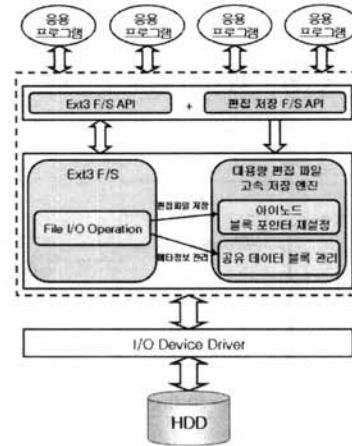 응용
프로그램
응용
프로그램
응용
프로그램
응용
프로그램
Ext3 F/S API
+
편집 저장 F/S API
Ext3 F/S
대용량 편집 파일
고속 저장 엔진
편집파일 저장
File I/O Operation
아이노드
블록 포인터 재설정
메타정보 관리
공유 데이터 블록 관리
I/O Device Driver
HDD